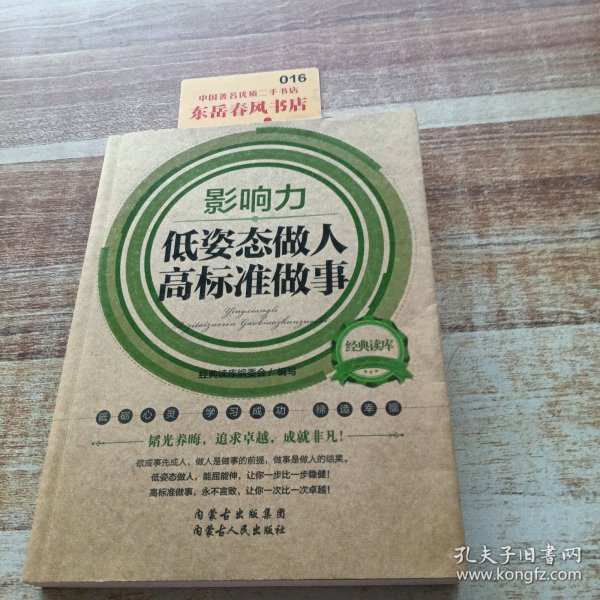 016
中国著名优质二手书店
东岳春风书店
影响力
低姿态做人
高标准做事
Yingxiangli
Ditaizuoren Gaobiaozhunzuoshi
经典读库
经典读库编委会/编写
砥砺心灵 学习成功 缔造幸福
韬光养晦，追求卓越，成就非凡！
欲成事先成人，做人是做事的前提，做事是做人的结果。
低姿态做人，能屈能伸，让你一步比一步稳健！
高标准做事，永不言败，让你一次比一次卓越！
内蒙古出版集团
内蒙古人民出版社
孔夫子旧书网
www.kongfz.com